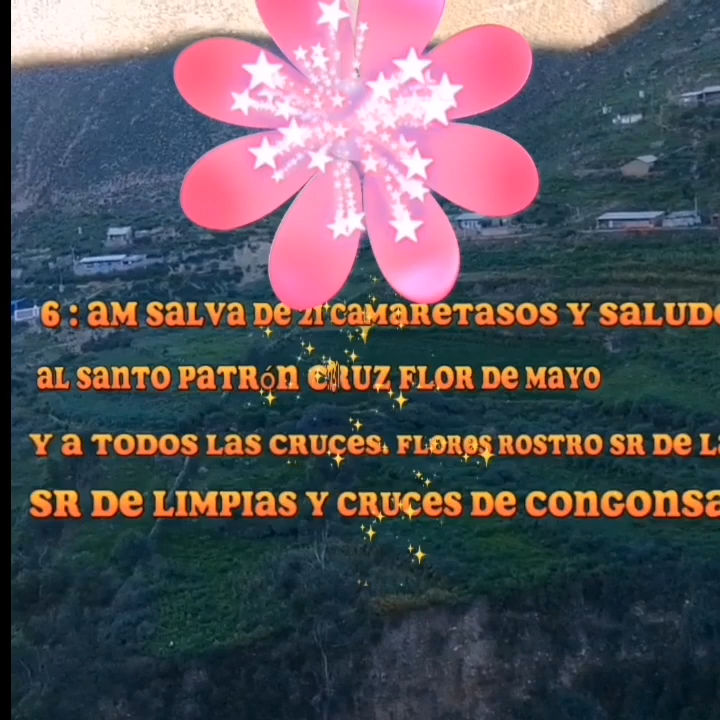 6 : am salva de 21 camaretasos y salud
al santo patrón cruz flor de mayo
y a todos las cruces. flores rostro sr de l
sr de limpias y cruces de congonsa